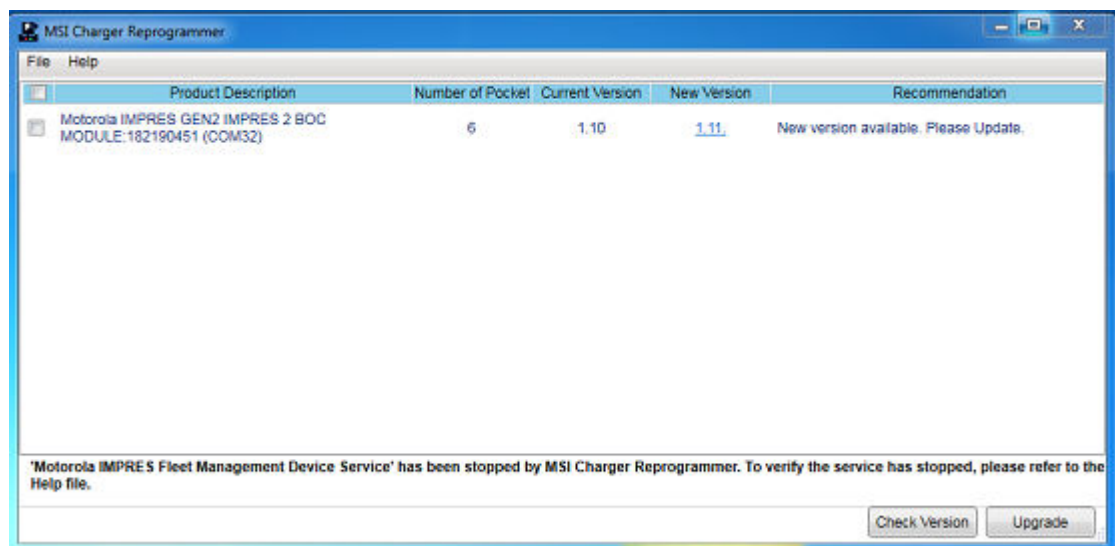 MSI Charger Reprogrammer
File Help
Product Description Number of Pocket Current Version New Version Recommendation
Motorola IMPRES GEN2 IMPRES 2 BOC
MODULE:182190451 (COM32) 6 1.10 1.11. New version available. Please Update.
'Motorola IMPRES Fleet Management Device Service' has been stopped by MSI Charger Reprogrammer. To verify the service has stopped, please refer to the
Help file.
Check Version Upgrade